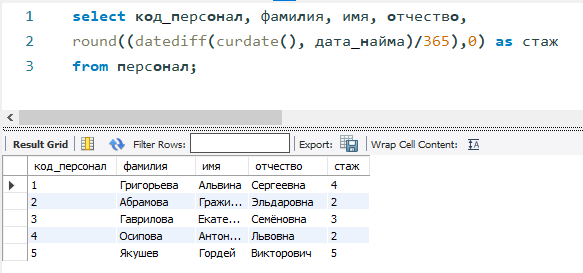 1 select код_персонал, фамилия, имя, отчество,
2 round((datediff(curdate(), дата_найма)/365),0) as стаж
3 from персонал;
Result Grid Filter Rows: Export: Wrap Cell Content: IA
код_персонал фамилия имя отчество стаж
1 Григорьева Альвина Сергеевна 4
2 Абрамова Гражи... Эльдаровна 2
3 Гаврилова Екате... Семёновна 3
4 Осипова Антон... Львовна 2
5 Якушев Гордей Викторович 5